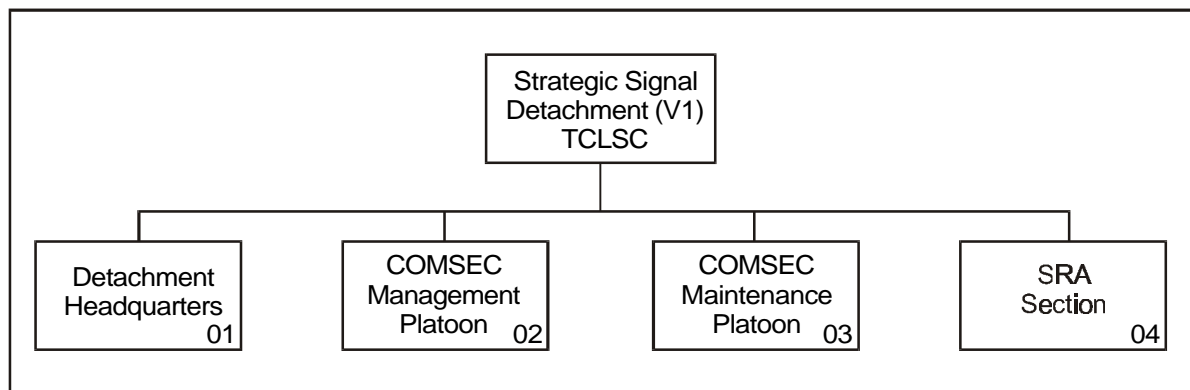 Strategic Signal
Detachment (V1)
TCLSC
Detachment
Headquarters
01
COMSEC
Management
Platoon
02
COMSEC
Maintenance
Platoon
03
SRA
Section
04